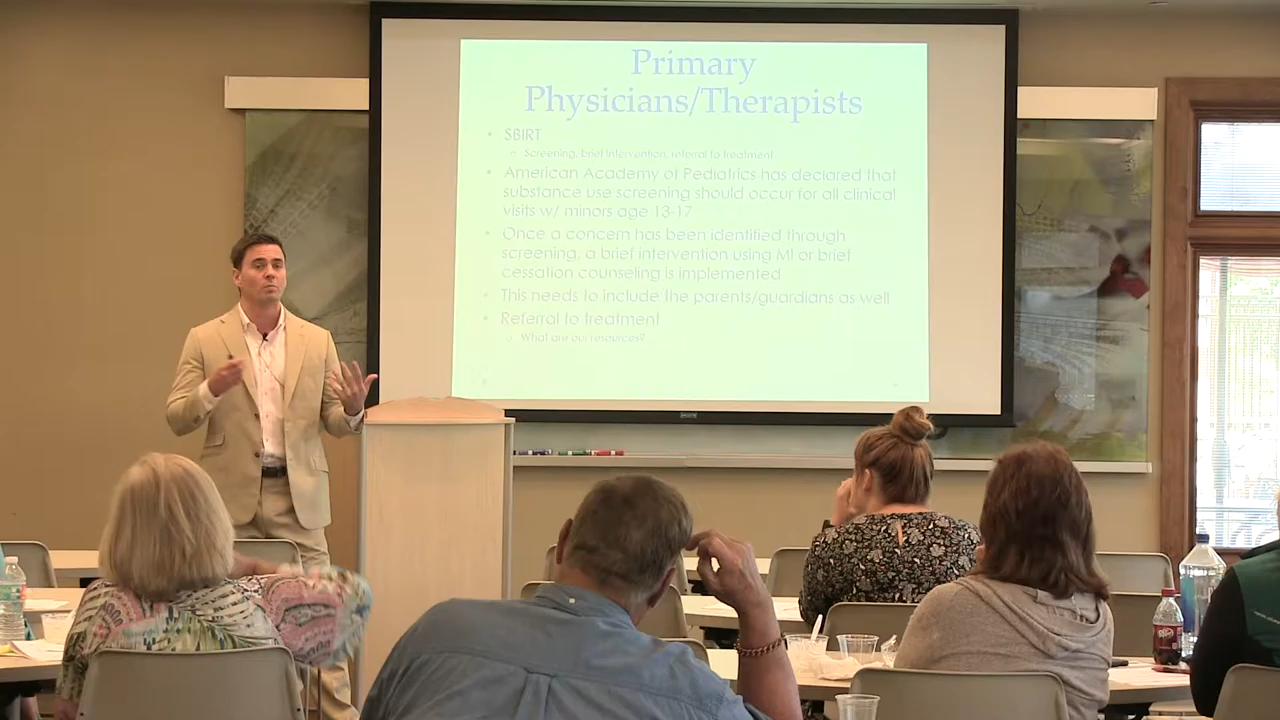 Primary
Physicians/Therapists
SBIRT
Screening, brief intervention, referral to treatment
American Academy of Pediatrics has declared that
substance use screening should occur for all clinical
visits w/ minors age 13-17
Once a concern has been identified through
screening, a brief intervention using MI or brief
cessation counseling is implemented
This needs to include the parents/guardians as well
Referral to treatment
What are our resources?
Dr Pepper